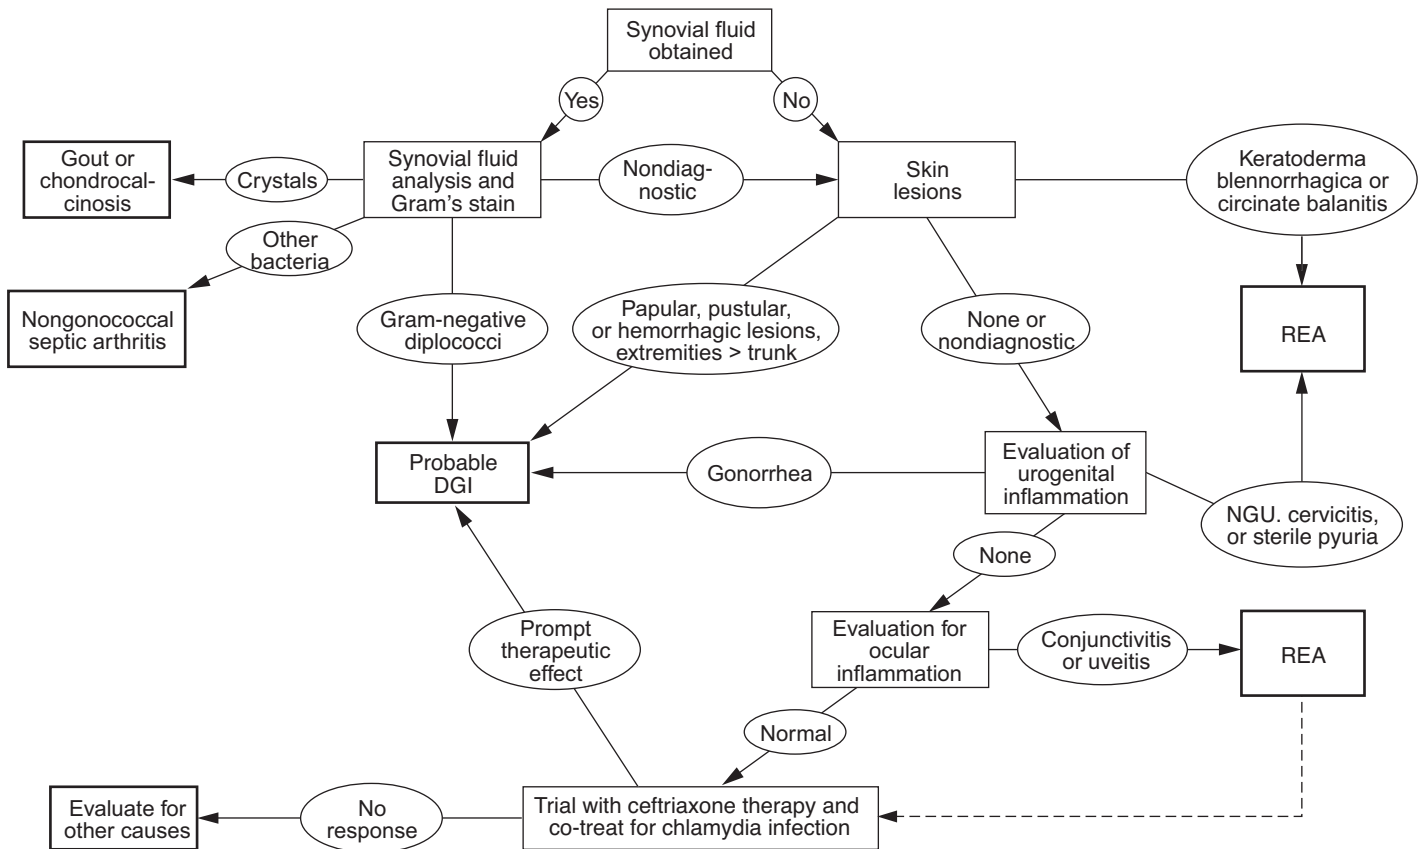 Synovial fluid
obtained
Yes
No
Gout or
chondrocal-
cinosis
Crystals
Synovial fluid
analysis and
Gram's stain
Nondiag-
nostic
Skin
lesions
Keratoderma
blennorrhagica or
circinate balanitis
Other
bacteria
Nongonococcal
septic arthritis
Gram-negative
diplococci
Papular, pustular,
or hemorrhagic lesions,
extremities > trunk
None or
nondiagnostic
REA
Probable
DGI
Gonorrhea
Evaluation of
urogenital
inflammation
NGU. cervicitis,
or sterile pyuria
None
Prompt
therapeutic
effect
Evaluation for
ocular
inflammation
Conjunctivitis
or uveitis
REA
Normal
Evaluate for
other causes
No
response
Trial with ceftriaxone therapy and
co-treat for chlamydia infection